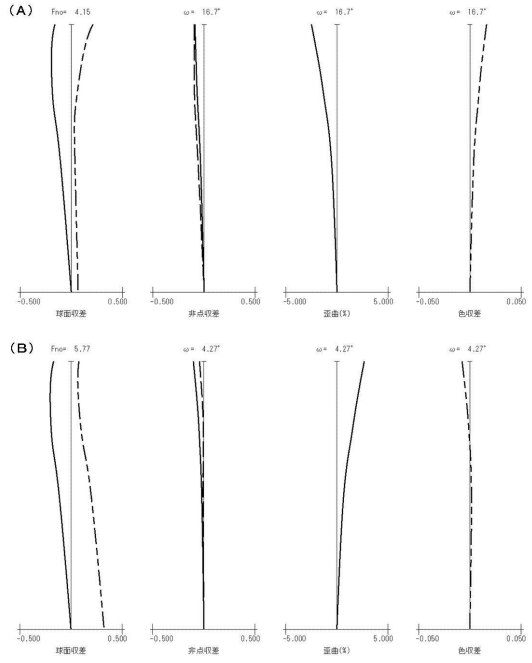 (A)
Fno= 4.15 ω= 16.7° ω= 16.7° ω= 16.7°
-0.500 0.500 -0.500 0.500 -5.000 5.000 -0.050 0.050
球面収差 非点収差 歪曲(%) 色収差
(B)
Fno= 5.77 ω= 4.27° ω= 4.27° ω= 4.27°
-0.500 0.500 -0.500 0.500 -5.000 5.000 -0.050 0.050
球面収差 非点収差 歪曲(%) 色収差